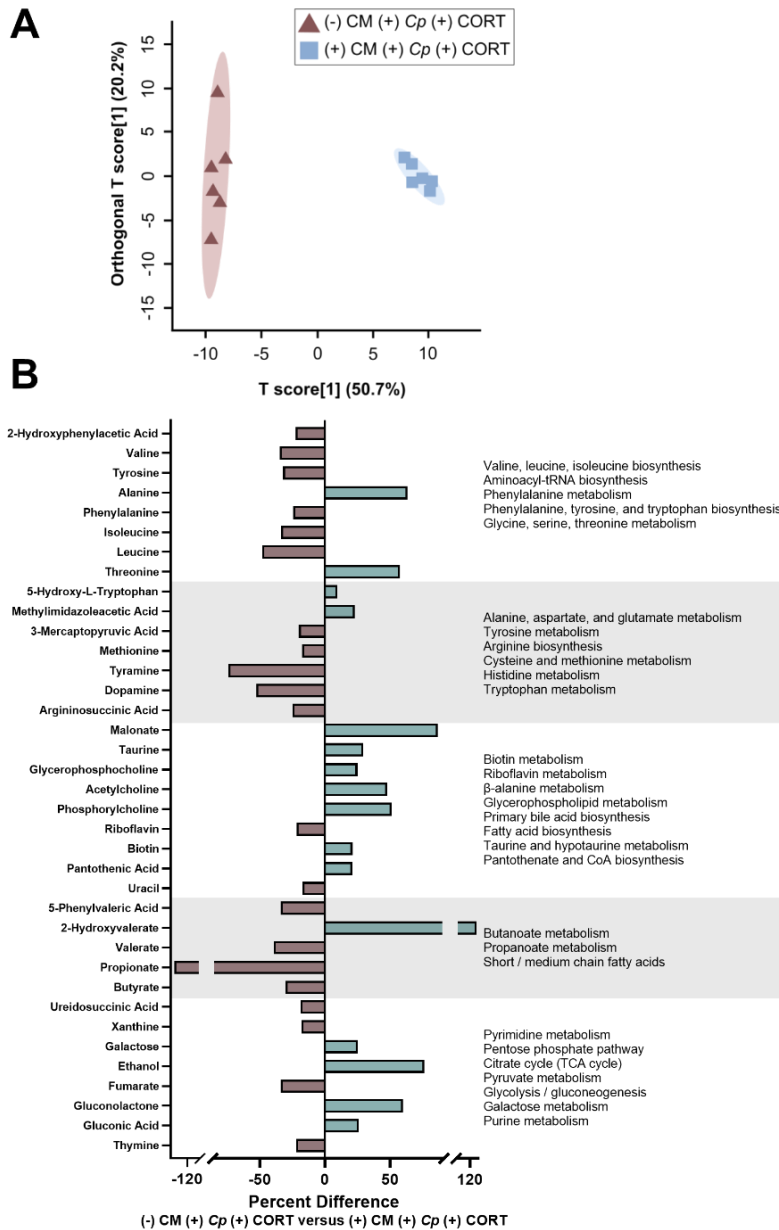 A
(-) CM (+) Cp (+) CORT
(+) CM (+) Cp (+) CORT
Orthogonal T score[1] (20.2%)
15
10
5
0
-5
-10
-15
-10
-5
0
5
10
T score[1] (50.7%)
B
2-Hydroxyphenylacetic Acid
Valine
Tyrosine
Alanine
Phenylalanine
Isoleucine
Leucine
Threonine
Valine, leucine, isoleucine biosynthesis
Aminoacyl-tRNA biosynthesis
Phenylalanine metabolism
Phenylalanine, tyrosine, and tryptophan biosynthesis
Glycine, serine, threonine metabolism
5-Hydroxy-L-Tryptophan
Methylimidazoleacetic Acid
3-Mercaptopyruvic Acid
Methionine
Tyramine
Dopamine
Argininosuccinic Acid
Alanine, aspartate, and glutamate metabolism
Tyrosine metabolism
Arginine biosynthesis
Cysteine and methionine metabolism
Histidine metabolism
Tryptophan metabolism
Malonate
Taurine
Glycerophosphocholine
Acetylcholine
Phosphorylcholine
Riboflavin
Biotin
Pantothenic Acid
Uracil
Biotin metabolism
Riboflavin metabolism
β-alanine metabolism
Glycerophospholipid metabolism
Primary bile acid biosynthesis
Fatty acid biosynthesis
Taurine and hypotaurine metabolism
Pantothenate and CoA biosynthesis
5-Phenylvaleric Acid
2-Hydroxyvalerate
Valerate
Propionate
Butyrate
Butanoate metabolism
Propanoate metabolism
Short / medium chain fatty acids
Ureidosuccinic Acid
Xanthine
Galactose
Ethanol
Fumarate
Gluconolactone
Gluconic Acid
Thymine
Pyrimidine metabolism
Pentose phosphate pathway
Citrate cycle (TCA cycle)
Pyruvate metabolism
Glycolysis / gluconeogenesis
Galactose metabolism
Purine metabolism
-120
-50
0
50
120
Percent Difference
(-) CM (+) Cp (+) CORT versus (+) CM (+) Cp (+) CORT